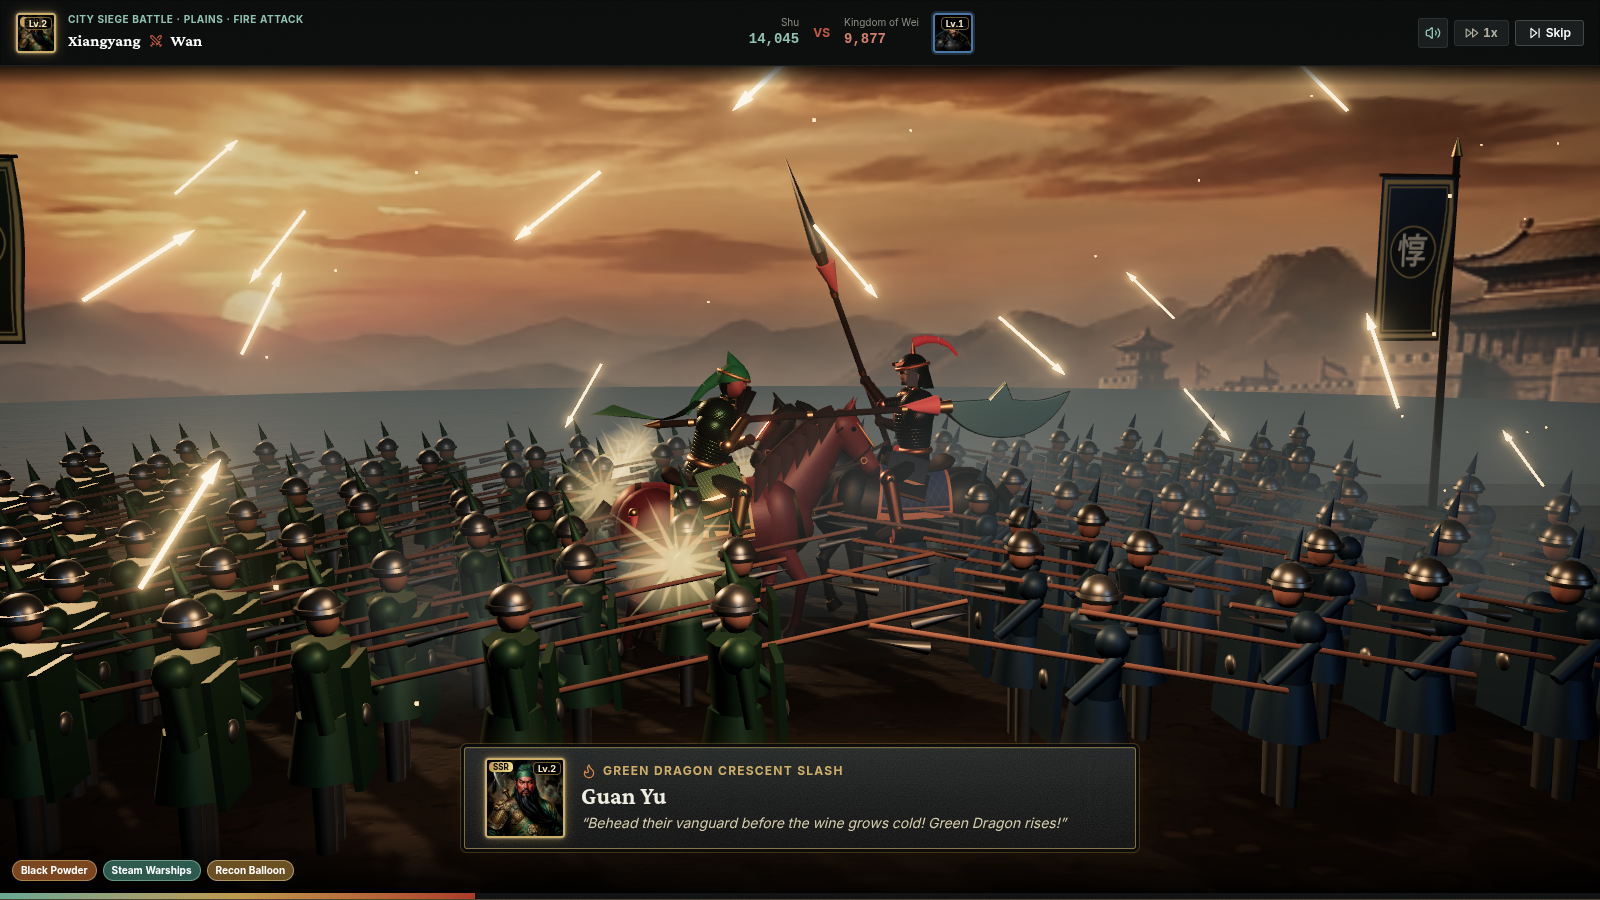 Lv.2
CITY SIEGE BATTLE · PLAINS · FIRE ATTACK
Xiangyang Wan
Shu
14,045
VS
Kingdom of Wei
9,877
Lv.1
1x
Skip
惇
SSR
Lv.2
GREEN DRAGON CRESCENT SLASH
Guan Yu
“Behead their vanguard before the wine grows cold! Green Dragon rises!”
Black Powder
Steam Warships
Recon Balloon